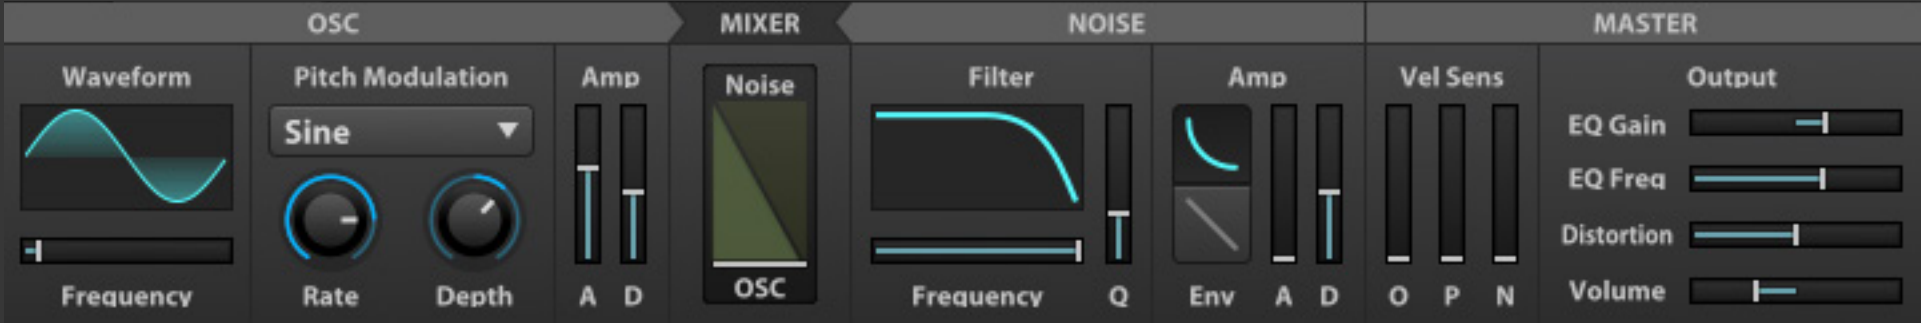 OSC MIXER NOISE MASTER
Waveform Pitch Modulation Amp Noise Filter Amp Vel Sens Output
Sine
EQ Gain
EQ Freq
Distortion
Volume
Frequency Rate Depth A D OSC Frequency Q Env A D O P N